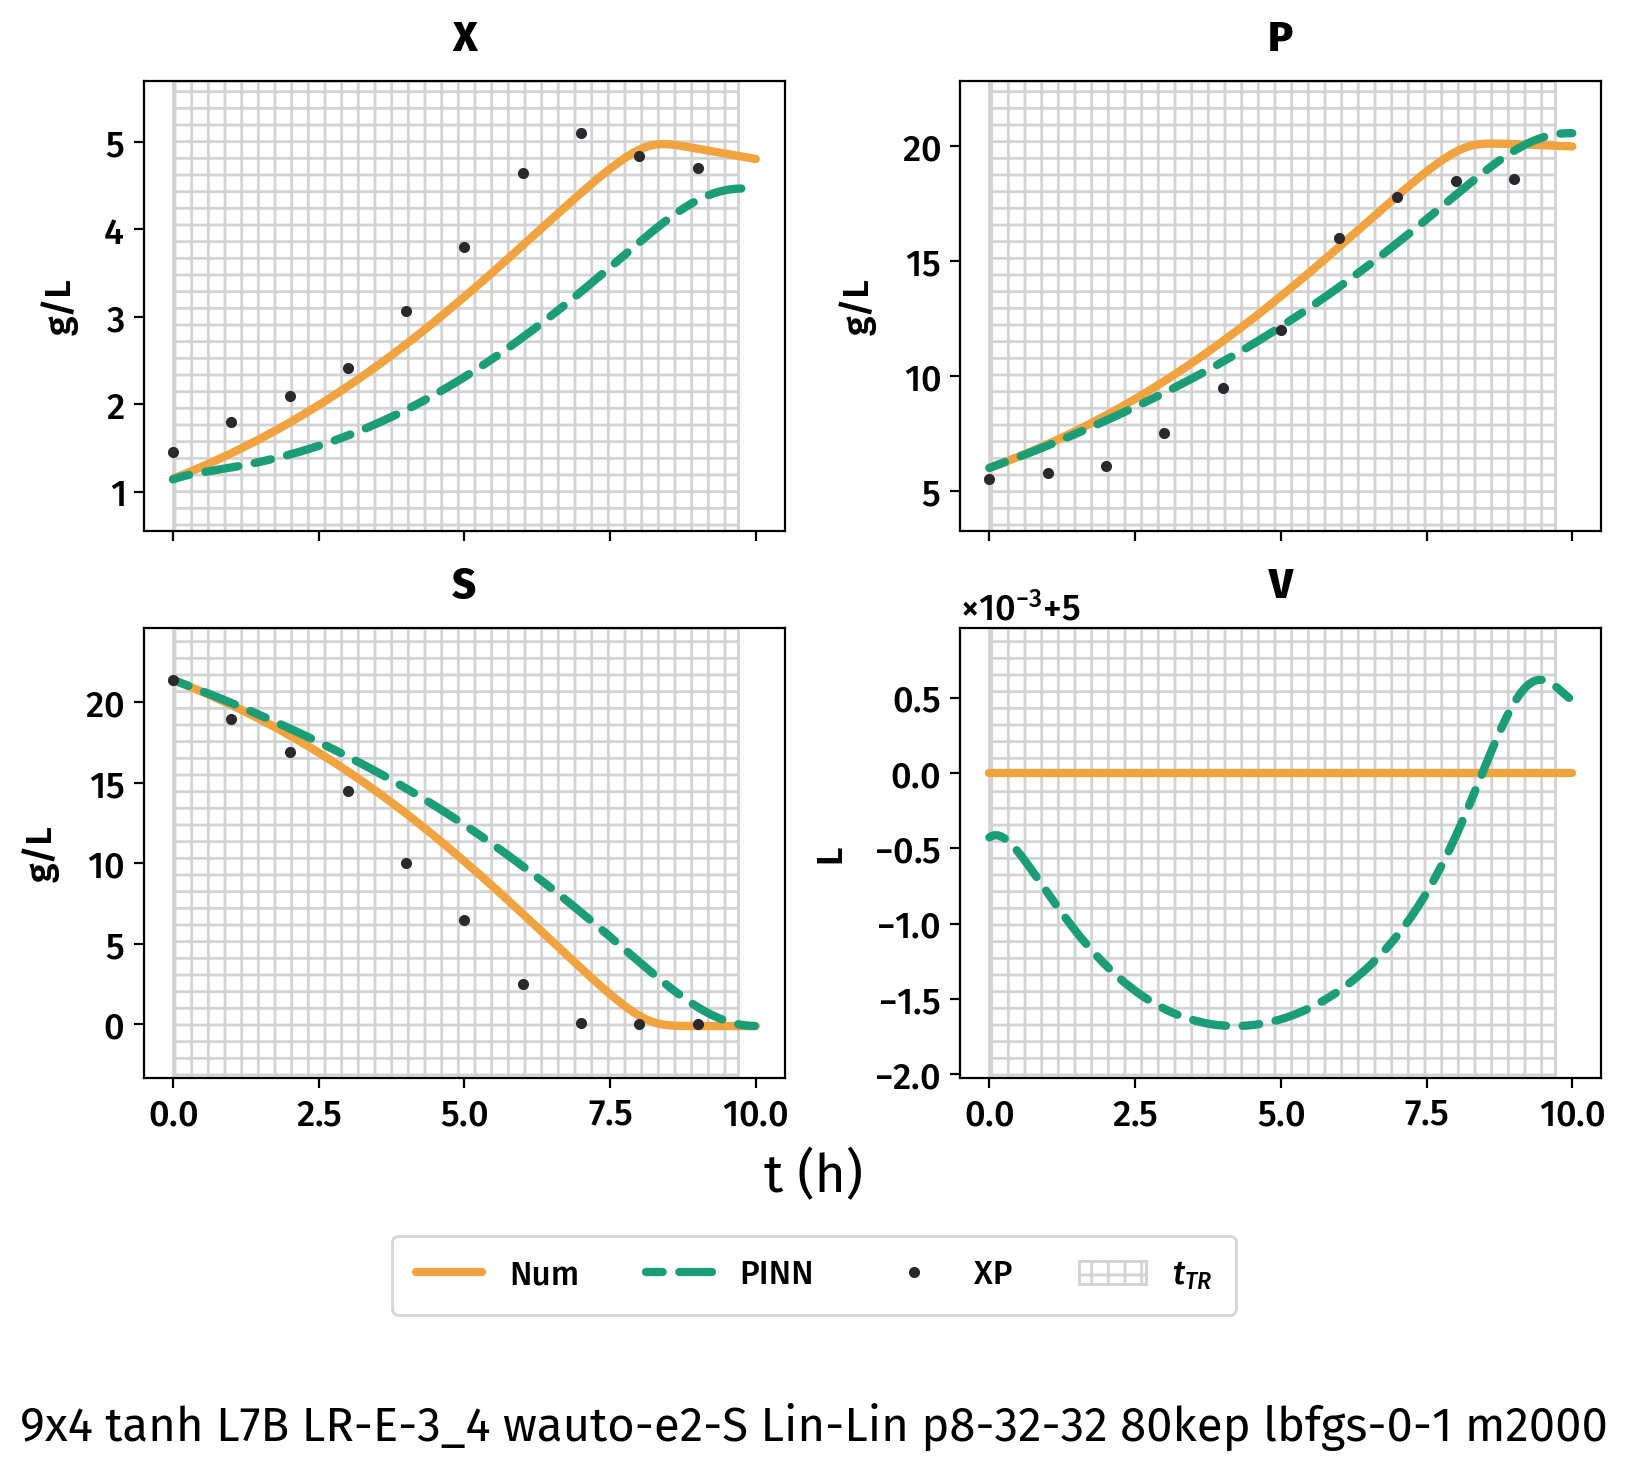 X
P
5
4
3
2
1
g/L
20
15
10
5
g/L
S
V
×10⁻³+5
20
15
10
5
0
g/L
0.5
0.0
−0.5
−1.0
−1.5
−2.0
L
0.0 2.5 5.0 7.5 10.0
0.0 2.5 5.0 7.5 10.0
t (h)
Num PINN XP t_TR
9x4 tanh L7B LR-E-3_4 wauto-e2-S Lin-Lin p8-32-32 80kep lbfgs-0-1 m2000